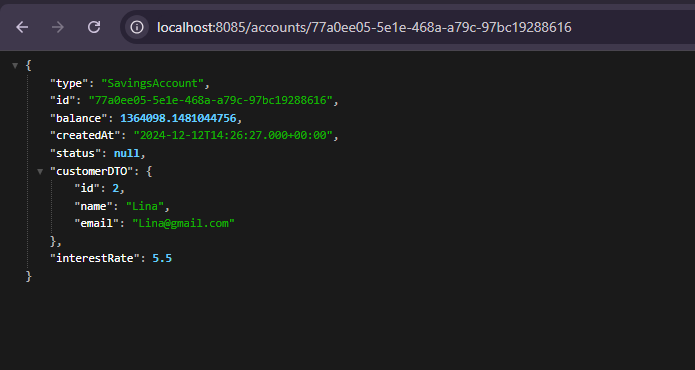 localhost:8085/accounts/77a0ee05-5e1e-468a-a79c-97bc19288616
{
"type": "SavingsAccount",
"id": "77a0ee05-5e1e-468a-a79c-97bc19288616",
"balance": 1364098.1481044756,
"createdAt": "2024-12-12T14:26:27.000+00:00",
"status": null,
"customerDTO": {
"id": 2,
"name": "Lina",
"email": "Lina@gmail.com"
},
"interestRate": 5.5
}